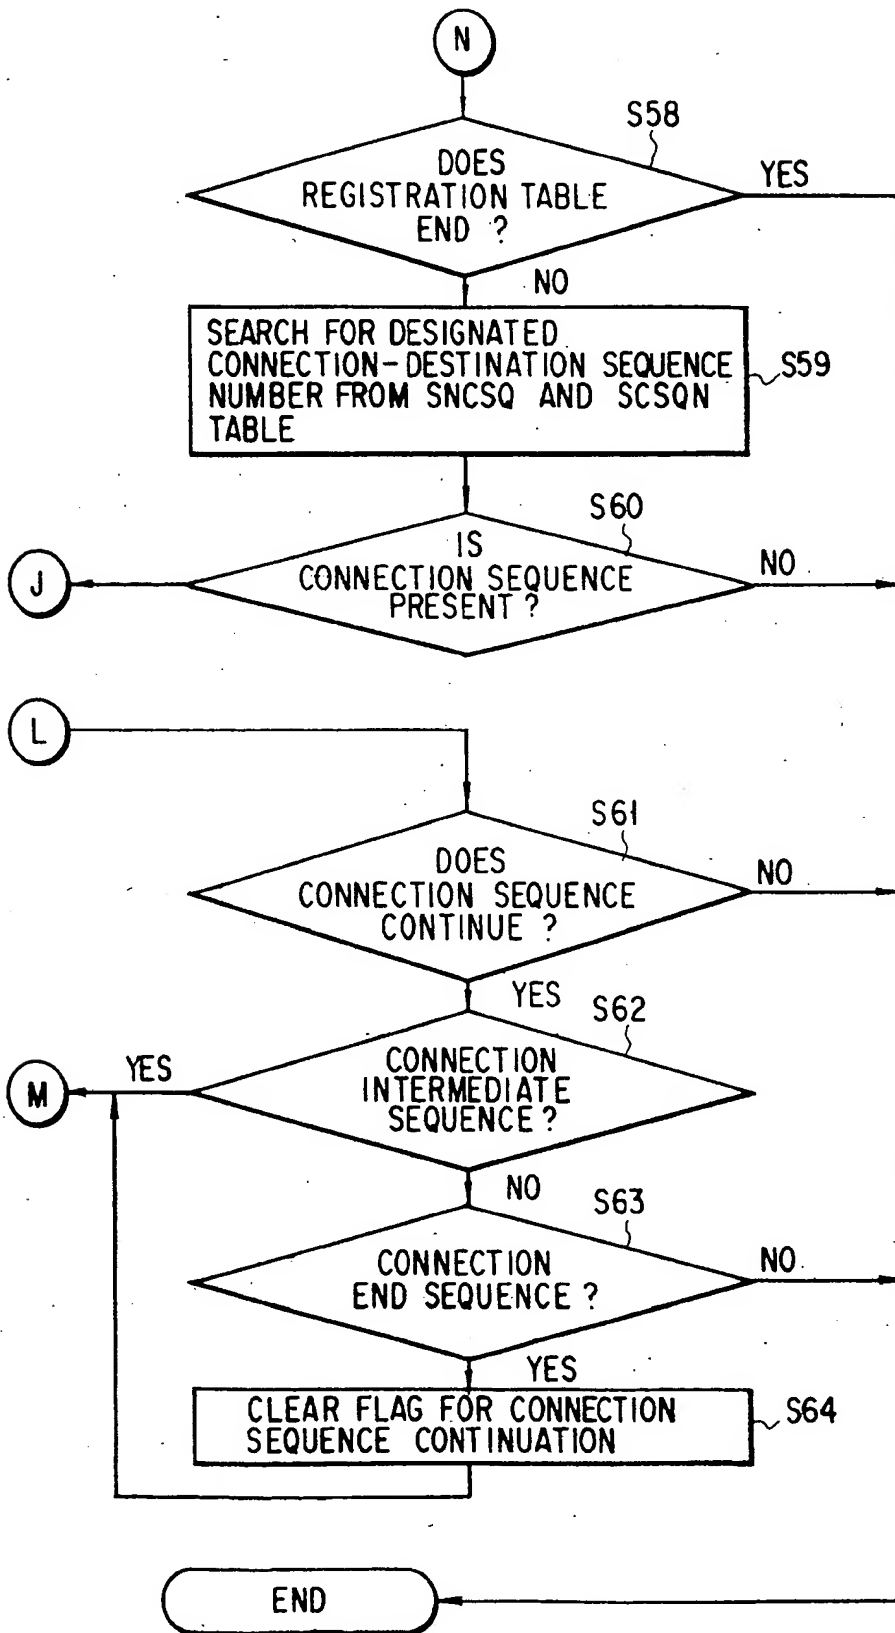 N
S58
DOES
REGISTRATION TABLE
END ?
YES
NO
SEARCH FOR DESIGNATED
CONNECTION-DESTINATION SEQUENCE
NUMBER FROM SNCSQ AND SCSQN
TABLE
S59
S60
IS
CONNECTION SEQUENCE
PRESENT ?
J
NO
L
S61
DOES
CONNECTION SEQUENCE
CONTINUE ?
NO
YES
S62
CONNECTION
INTERMEDIATE
SEQUENCE ?
YES
M
NO
S63
CONNECTION
END SEQUENCE ?
NO
YES
CLEAR FLAG FOR CONNECTION
SEQUENCE CONTINUATION
S64
END